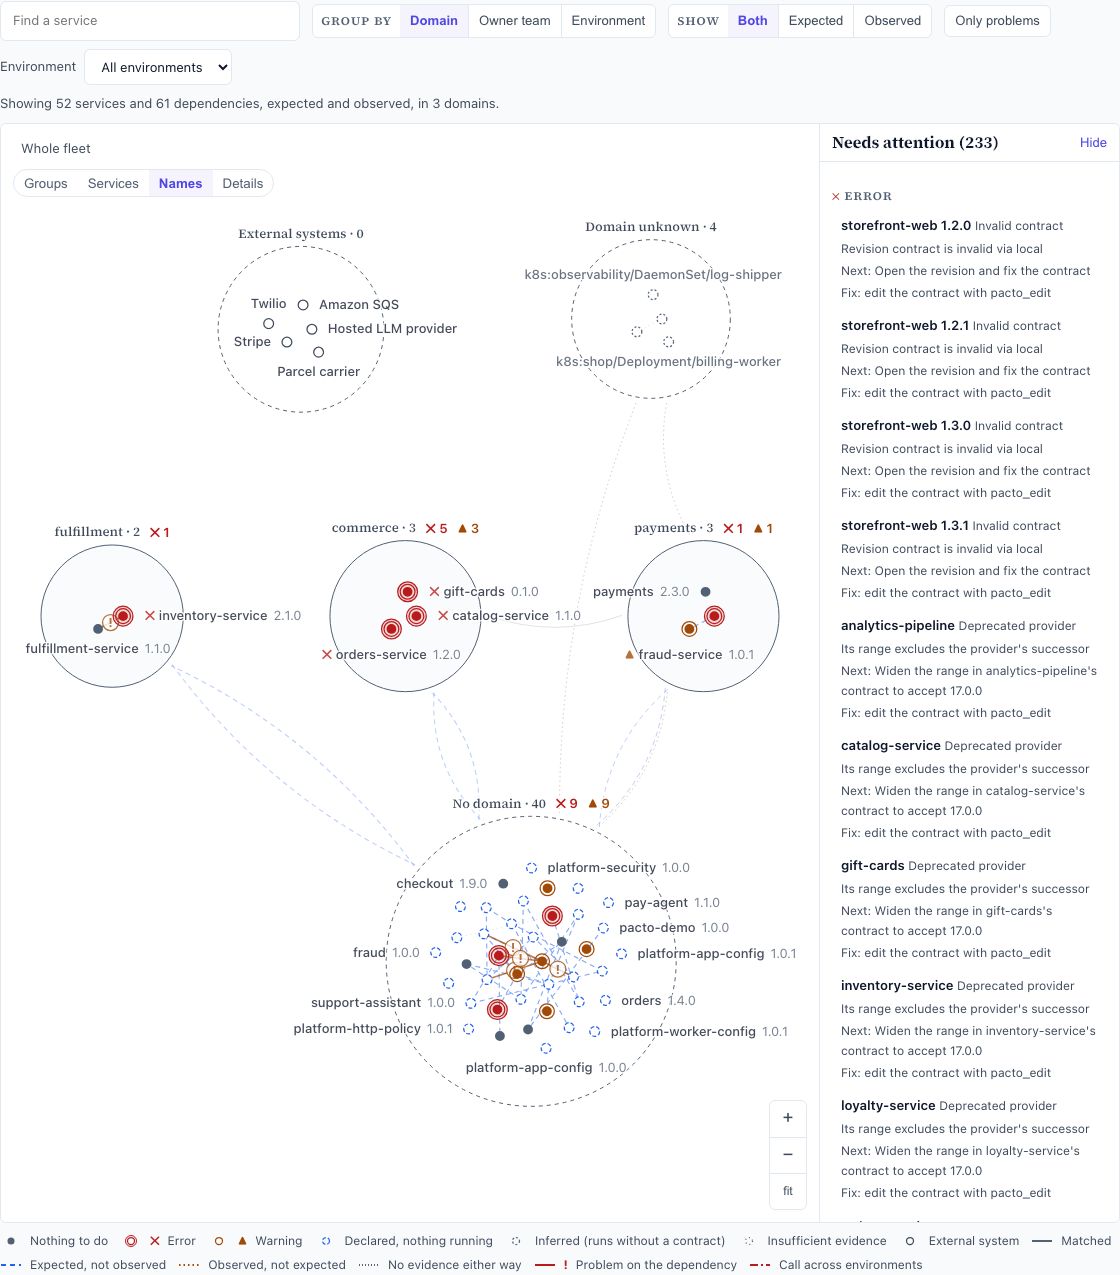 Find a service
GROUP BY Domain Owner team Environment
SHOW Both Expected Observed
Only problems
Environment All environments
Showing 52 services and 61 dependencies, expected and observed, in 3 domains.
Whole fleet
Groups Services Names Details
External systems · 0
Twilio
Amazon SQS
Hosted LLM provider
Stripe
Parcel carrier
Domain unknown · 4
k8s:observability/DaemonSet/log-shipper
k8s:shop/Deployment/billing-worker
fulfillment · 2 1
inventory-service 2.1.0
fulfillment-service 1.1.0
commerce · 3 5 3
gift-cards 0.1.0
catalog-service 1.1.0
orders-service 1.2.0
payments · 3 1 1
payments 2.3.0
fraud-service 1.0.1
No domain · 40 9 9
platform-security 1.0.0
checkout 1.9.0
pay-agent 1.1.0
pacto-demo 1.0.0
fraud 1.0.0
platform-app-config 1.0.1
support-assistant 1.0.0
orders 1.4.0
platform-http-policy 1.0.1
platform-worker-config 1.0.1
platform-app-config 1.0.0
+
−
fit
Needs attention (233) Hide
ERROR
storefront-web 1.2.0 Invalid contract
Revision contract is invalid via local
Next: Open the revision and fix the contract
Fix: edit the contract with pacto_edit
storefront-web 1.2.1 Invalid contract
Revision contract is invalid via local
Next: Open the revision and fix the contract
Fix: edit the contract with pacto_edit
storefront-web 1.3.0 Invalid contract
Revision contract is invalid via local
Next: Open the revision and fix the contract
Fix: edit the contract with pacto_edit
storefront-web 1.3.1 Invalid contract
Revision contract is invalid via local
Next: Open the revision and fix the contract
Fix: edit the contract with pacto_edit
analytics-pipeline Deprecated provider
Its range excludes the provider's successor
Next: Widen the range in analytics-pipeline's
contract to accept 17.0.0
Fix: edit the contract with pacto_edit
catalog-service Deprecated provider
Its range excludes the provider's successor
Next: Widen the range in catalog-service's
contract to accept 17.0.0
Fix: edit the contract with pacto_edit
gift-cards Deprecated provider
Its range excludes the provider's successor
Next: Widen the range in gift-cards's
contract to accept 17.0.0
Fix: edit the contract with pacto_edit
inventory-service Deprecated provider
Its range excludes the provider's successor
Next: Widen the range in inventory-service's
contract to accept 17.0.0
Fix: edit the contract with pacto_edit
loyalty-service Deprecated provider
Its range excludes the provider's successor
Next: Widen the range in loyalty-service's
contract to accept 17.0.0
Fix: edit the contract with pacto_edit
Nothing to do Error Warning Declared, nothing running Inferred (runs without a contract) Insufficient evidence External system Matched
Expected, not observed Observed, not expected No evidence either way ! Problem on the dependency Call across environments